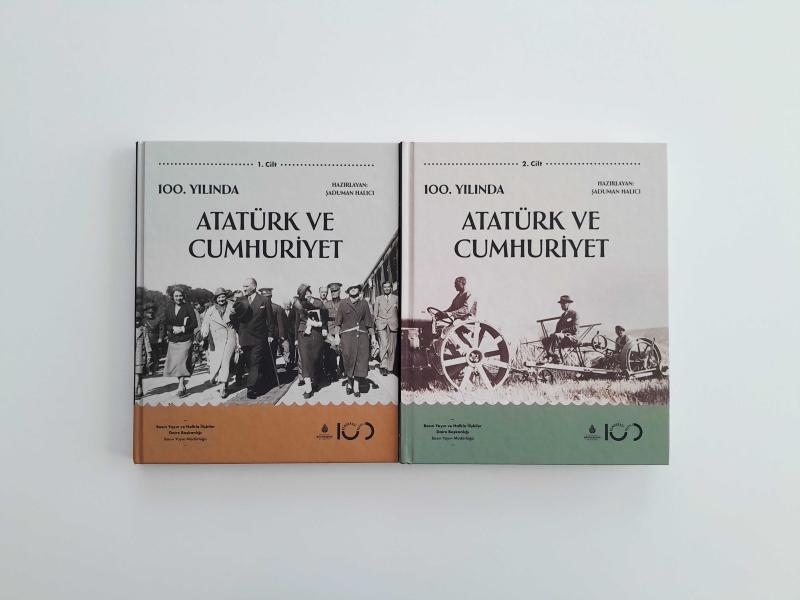 1. Cilt
100. YILINDA
HAZIRLAYAN:
ŞADUMAN HALICI
ATATÜRK VE
CUMHURİYET
Basın Yayın ve Halkla İlişkiler
Daire Başkanlığı
Basın Yayın Müdürlüğü
100
2. Cilt
100. YILINDA
HAZIRLAYAN:
ŞADUMAN HALICI
ATATÜRK VE
CUMHURİYET
Basın Yayın ve Halkla İlişkiler
Daire Başkanlığı
Basın Yayın Müdürlüğü
100